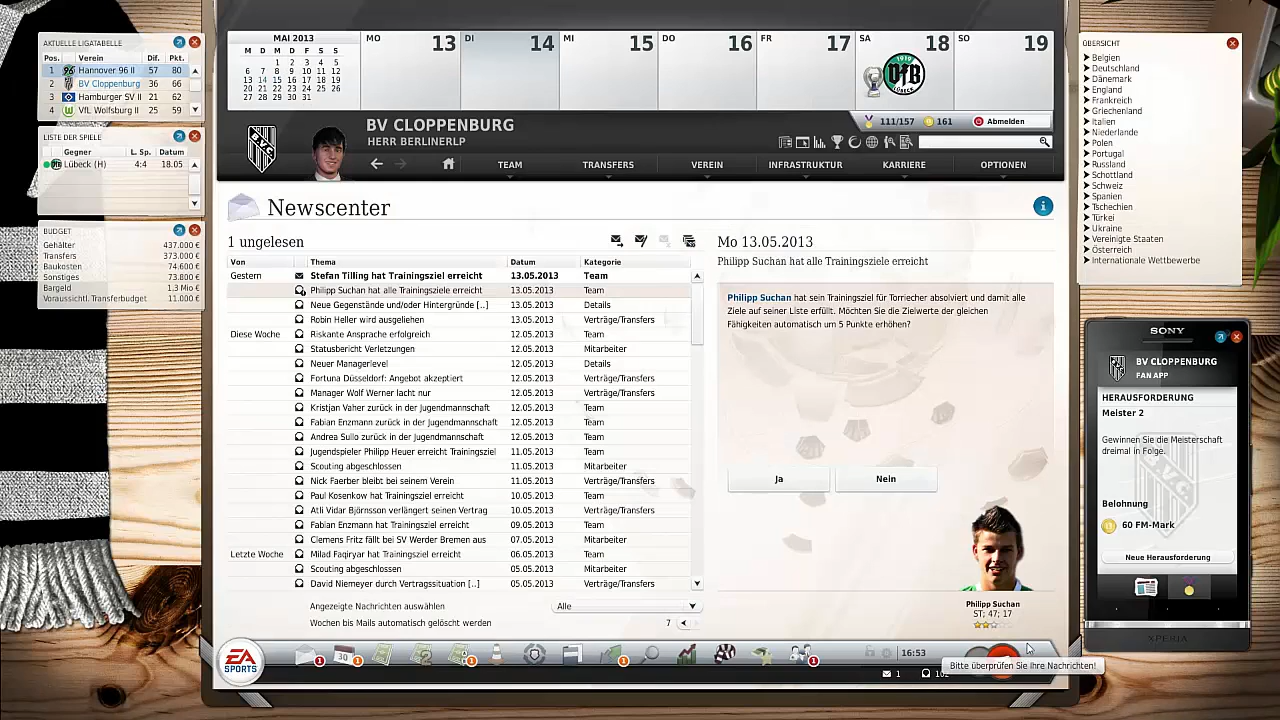 AKTUELLE LIGATABELLE
Pos. Verein Dif. Pkt.
1 Hannover 96 II 57 80
2 BV Cloppenburg 36 66
3 Hamburger SV II 21 62
4 VfL Wolfsburg II 25 59
LISTE DER SPIELE
Gegner L. Sp. Datum
Lübeck (H) 4:4 18.05
BUDGET
Gehälter 437.000 €
Transfers 373.000 €
Baukosten 74.600 €
Sonstiges 73.800 €
Bargeld 1,3 Mio €
Voraussichtl. Transferbudget 11.000 €
MAI 2013
M D M D F S S
1 2 3 4 5
6 7 8 9 10 11 12
13 14 15 16 17 18 19
20 21 22 23 24 25 26
27 28 29 30 31
MO 13 DI 14 MI 15 DO 16 FR 17 SA 18 SO 19
1919
VfB
LÜBECK
111/157 161 Abmelden
BVC
BV CLOPPENBURG
HERR BERLINERLP
TEAM TRANSFERS VEREIN INFRASTRUKTUR KARRIERE OPTIONEN
Newscenter
1 ungelesen
Von Thema Datum Kategorie
Gestern Stefan Tilling hat Trainingsziel erreicht 13.05.2013 Team
Philipp Suchan hat alle Trainingsziele erreicht 13.05.2013 Team
Neue Gegenstände und/oder Hintergründe [..] 13.05.2013 Details
Robin Heller wird ausgeliehen 13.05.2013 Verträge/Transfers
Diese Woche Riskante Ansprache erfolgreich 12.05.2013 Team
Statusbericht Verletzungen 12.05.2013 Mitarbeiter
Neuer Managerlevel 12.05.2013 Details
Fortuna Düsseldorf: Angebot akzeptiert 12.05.2013 Verträge/Transfers
Manager Wolf Werner lacht nur 12.05.2013 Verträge/Transfers
Kristjan Vaher zurück in der Jugendmannschaft 12.05.2013 Team
Fabian Enzmann zurück in der Jugendmannschaft 12.05.2013 Team
Andrea Sullo zurück in der Jugendmannschaft 12.05.2013 Team
Jugendspieler Philipp Heuer erreicht Trainingsziel 11.05.2013 Team
Scouting abgeschlossen 11.05.2013 Mitarbeiter
Nick Faerber bleibt bei seinem Verein 11.05.2013 Verträge/Transfers
Paul Kosenkow hat Trainingsziel erreicht 10.05.2013 Team
Atli Vidar Björnsson verlängert seinen Vertrag 10.05.2013 Verträge/Transfers
Fabian Enzmann hat Trainingsziel erreicht 09.05.2013 Team
Clemens Fritz fällt bei SV Werder Bremen aus 07.05.2013 Mitarbeiter
Letzte Woche Milad Faqiryar hat Trainingsziel erreicht 06.05.2013 Team
Scouting abgeschlossen 05.05.2013 Mitarbeiter
David Niemeyer durch Vertragssituation [..] 05.05.2013 Verträge/Transfers
Angezeigte Nachrichten auswählen Alle
Wochen bis Mails automatisch gelöscht werden 7
Mo 13.05.2013
Philipp Suchan hat alle Trainingsziele erreicht
Philipp Suchan hat sein Trainingsziel für Torriecher absolviert und damit alle
Ziele auf seiner Liste erfüllt. Möchten Sie die Zielwerte der gleichen
Fähigkeiten automatisch um 5 Punkte erhöhen?
Ja Nein
Philipp Suchan
ST; 47; 17
EA
SPORTS
1 30 1 2 1 1 1
16:53
Bitte überprüfen Sie Ihre Nachrichten!
1
ÜBERSICHT
Belgien
Deutschland
Dänemark
England
Frankreich
Griechenland
Italien
Niederlande
Polen
Portugal
Russland
Schottland
Schweiz
Spanien
Tschechien
Türkei
Ukraine
Vereinigte Staaten
Österreich
Internationale Wettbewerbe
SONY
BV CLOPPENBURG
FAN APP
HERAUSFORDERUNG
Meister 2
Gewinnen Sie die Meisterschaft
dreimal in Folge.
Belohnung
60 FM-Mark
Neue Herausforderung
XPERIA